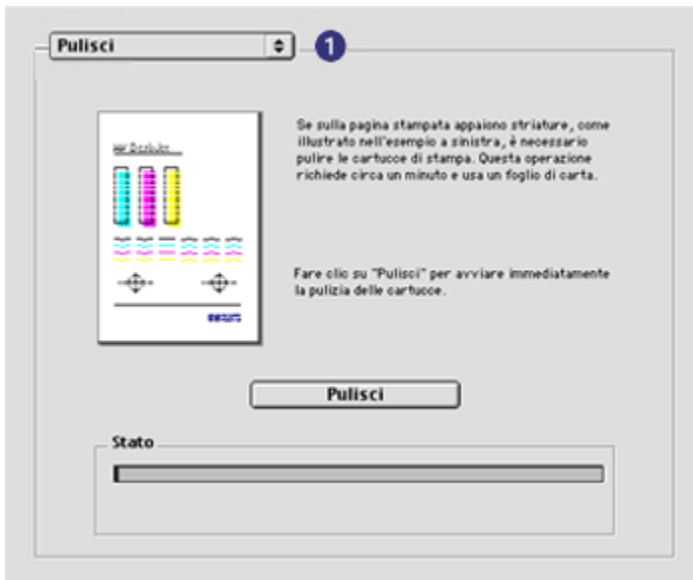 Pulisci
1
Se sulla pagina stampata appaiono striature, come
illustrato nell'esempio a sinistra, è necessario
pulire le cartucce di stampa. Questa operazione
richiede circa un minuto e usa un foglio di carta.
Fare clic su "Pulisci" per avviare immediatamente
la pulizia delle cartucce.
Pulisci
Stato